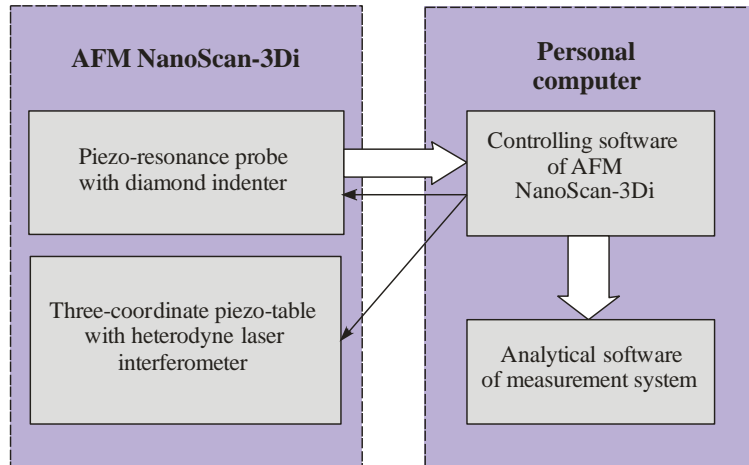 AFM NanoScan-3Di
Piezo-resonance probe
with diamond indenter
Three-coordinate piezo-table
with heterodyne laser
interferometer
Personal
computer
Controlling software
of AFM
NanoScan-3Di
Analytical software
of measurement system